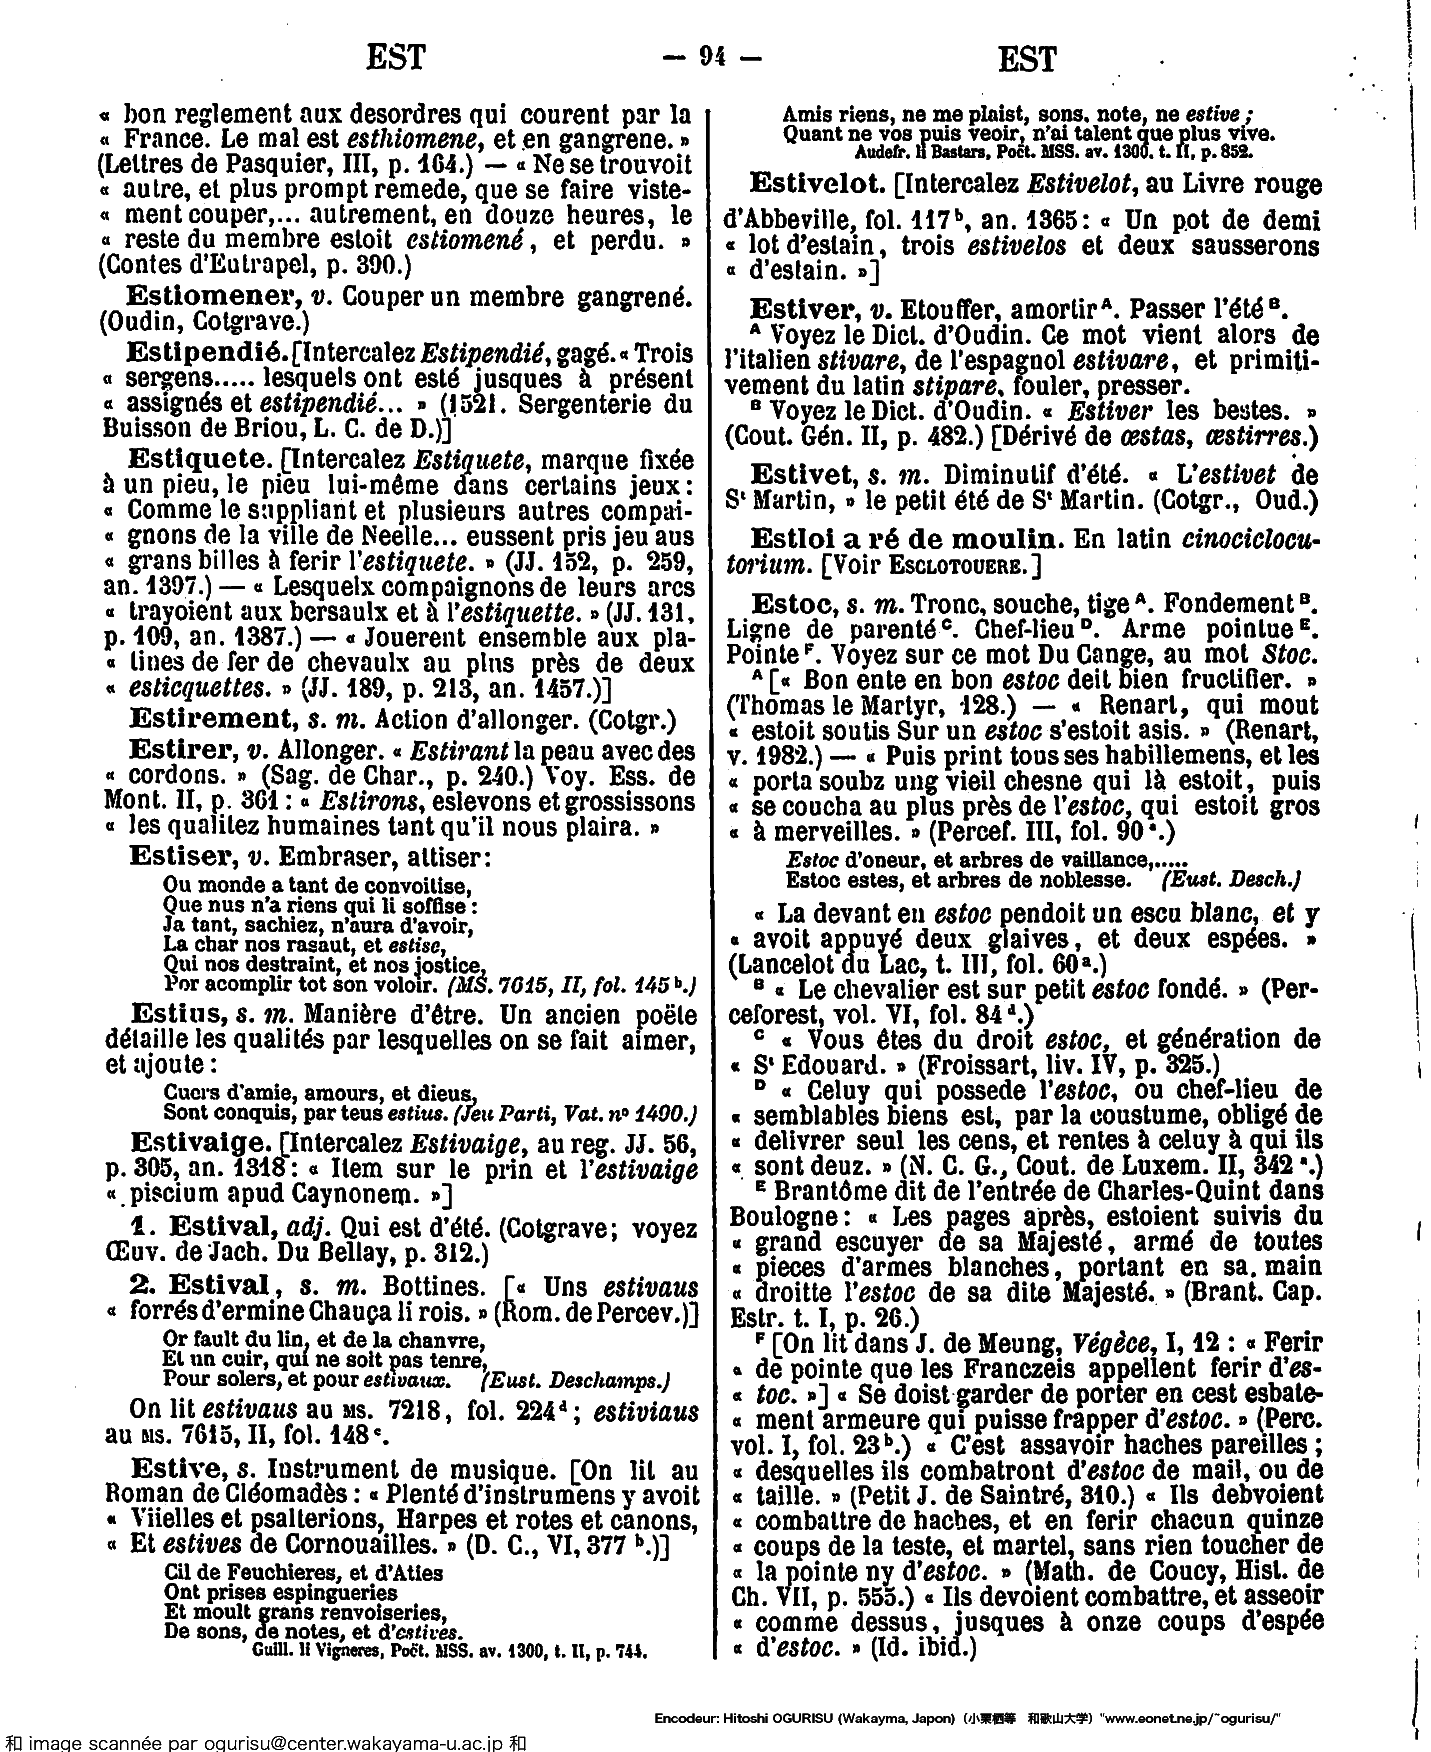 EST — 94 — EST
« bon reglement aux desordres qui courent par la
« France. Le mal est esthiomene, et en gangrene. »
(Lettres de Pasquier, III, p. 164.) — « Ne se trouvoit
« autre, et plus prompt remede, que se faire viste-
« ment couper,... autrement, en douze heures, le
« reste du membre estoit estiomené, et perdu. »
(Contes d'Eutrapel, p. 390.)
Estiomener, v. Couper un membre gangrené.
(Oudin, Cotgrave.)
Estipendié. [Intercalez Estipendié, gagé. « Trois
« sergens..... lesquels ont esté jusques à présent
« assignés et estipendié... » (1521. Sergenterie du
Buisson de Briou, L. C. de D.)]
Estiquete. [Intercalez Estiquete, marque fixée
à un pieu, le pieu lui-même dans certains jeux:
« Comme le suppliant et plusieurs autres compai-
« gnons de la ville de Neelle... eussent pris jeu aus
« grans billes à ferir l'estiquete. » (JJ. 152, p. 259,
an. 1397.) — « Lesquelx compaignons de leurs arcs
« trayoient aux bersaulx et à l'estiquette. » (JJ. 131,
p. 109, an. 1387.) — « Jouerent ensemble aux pla-
« tines de fer de chevaulx au plus près de deux
« esticquettes. » (JJ. 189, p. 213, an. 1457.)]
Estirement, s. m. Action d'allonger. (Cotgr.)
Estirer, v. Allonger. « Estirant la peau avec des
« cordons. » (Sag. de Char., p. 240.) Voy. Ess. de
Mont. II, p. 361 : « Estirons, eslevons et grossissons
« les qualitez humaines tant qu'il nous plaira. »
Estiser, v. Embraser, attiser:
Ou monde a tant de convoitise,
Que nus n'a riens qui li soffise :
Ja tant, sachiez, n'aura d'avoir,
La char nos rasaut, et estise,
Qui nos destraint, et nos jostice,
Por acomplir tot son voloir. (MS. 7615, II, fol. 145 b.)
Estius, s. m. Manière d'être. Un ancien poëte
détaille les qualités par lesquelles on se fait aimer,
et ajoute :
Cuers d'amie, amours, et dieus,
Sont conquis, par teus estius. (Jeu Parti, Vat. nº 1490.)
Estivaige. [Intercalez Estivaige, au reg. JJ. 56,
p. 305, an. 1318 : « Item sur le prin et l'estivaige
« piscium apud Caynonem. »]
1. Estival, adj. Qui est d'été. (Cotgrave; voyez
Œuv. de Jach. Du Bellay, p. 312.)
2. Estival, s. m. Bottines. [« Uns estivaus
« forrés d'ermine Chauça li rois. » (Rom. de Percev.)]
Or fault du lin, et de la chanvre,
Et un cuir, qui ne soit pas tenre,
Pour solers, et pour estivaux. (Eust. Deschamps.)
On lit estivaus au MS. 7218, fol. 224 d ; estiviaus
au MS. 7615, II, fol. 148 c.
Estive, s. Instrument de musique. [On lit au
Roman de Cléomadès : « Plenté d'instrumens y avoit
« Viielles et psalterions, Harpes et rotes et canons,
« Et estives de Cornouailles. » (D. C., VI, 377 b.)]
Cil de Feuchieres, et d'Aties
Ont prises espingueries
Et moult grans renvoiseries,
De sons, de notes, et d'estives.
Guill. li Vigneres, Poët. MSS. av. 1300, t. II, p. 744.
Amis riens, ne me plaist, sons, note, ne estive ;
Quant ne vos puis veoir, n'ai talent que plus vive.
Audefr. li Bastars, Poët. MSS. av. 1300. t. II, p. 852.
Estivelot. [Intercalez Estivelot, au Livre rouge
d'Abbeville, fol. 117 b, an. 1365 : « Un pot de demi
« lot d'estain, trois estivelos et deux sausserons
« d'estain. »]
Estiver, v. Etouffer, amortir A. Passer l'été B.
A Voyez le Dict. d'Oudin. Ce mot vient alors de
l'italien stivare, de l'espagnol estivare, et primiti-
vement du latin stipare, fouler, presser.
B Voyez le Dict. d'Oudin. « Estiver les bestes. »
(Cout. Gén. II, p. 482.) [Dérivé de œstas, œstirres.)
Estivet, s. m. Diminutif d'été. « L'estivet de
St Martin, » le petit été de St Martin. (Cotgr., Oud.)
Estloi a ré de moulin. En latin cinociclocu-
torium. [Voir ESCLOTOUERE.]
Estoc, s. m. Tronc, souche, tige A. Fondement B.
Ligne de parenté C. Chef-lieu D. Arme pointue E.
Pointe F. Voyez sur ce mot Du Cange, au mot Stoc.
A [« Bon ente en bon estoc deit bien fructifier. »
(Thomas le Martyr, 128.) — « Renart, qui mout
« estoit soutis Sur un estoc s'estoit asis. » (Renart,
v. 1982.) — « Puis print tous ses habillemens, et les
« porta soubz ung vieil chesne qui là estoit, puis
« se coucha au plus près de l'estoc, qui estoit gros
« à merveilles. » (Percef. III, fol. 90 a.)
Estoc d'oneur, et arbres de vaillance,.....
Estoc estes, et arbres de noblesse. (Eust. Desch.)
« La devant en estoc pendoit un escu blanc, et y
« avoit appuyé deux glaives, et deux espées. »
(Lancelot du Lac, t. III, fol. 60 a.)
B « Le chevalier est sur petit estoc fondé. » (Per-
ceforest, vol. VI, fol. 84 d.)
C « Vous êtes du droit estoc, et génération de
« St Edouard. » (Froissart, liv. IV, p. 325.)
D « Celuy qui possede l'estoc, ou chef-lieu de
« semblables biens est, par la coustume, obligé de
« delivrer seul les cens, et rentes à celuy à qui ils
« sont deuz. » (N. C. G., Cout. de Luxem. II, 342 a.)
E Brantôme dit de l'entrée de Charles-Quint dans
Boulogne : « Les pages après, estoient suivis du
« grand escuyer de sa Majesté, armé de toutes
« pieces d'armes blanches, portant en sa main
« droitte l'estoc de sa dite Majesté. » (Brant. Cap.
Estr. t. I, p. 26.)
F [On lit dans J. de Meung, Végèce, I, 12 : « Ferir
« de pointe que les Franczeis appellent ferir d'es-
« toc. »] « Se doist garder de porter en cest esbate-
« ment armeure qui puisse frapper d'estoc. » (Perc.
vol. I, fol. 23 b.) « C'est assavoir haches pareilles ;
« desquelles ils combatront d'estoc de mail, ou de
« taille. » (Petit J. de Saintré, 310.) « Ils debvoient
« combattre de haches, et en ferir chacun quinze
« coups de la teste, et martel, sans rien toucher de
« la pointe ny d'estoc. » (Math. de Coucy, Hist. de
Ch. VII, p. 555.) « Ils devoient combattre, et asseoir
« comme dessus, jusques à onze coups d'espée
« d'estoc. » (Id. ibid.)
Encodeur: Hitoshi OGURISU (Wakayma, Japon) (小栗栖等 和歌山大学) "www.eonet.ne.jp/~ogurisu/"
和 image scannée par ogurisu@center.wakayama-u.ac.jp 和